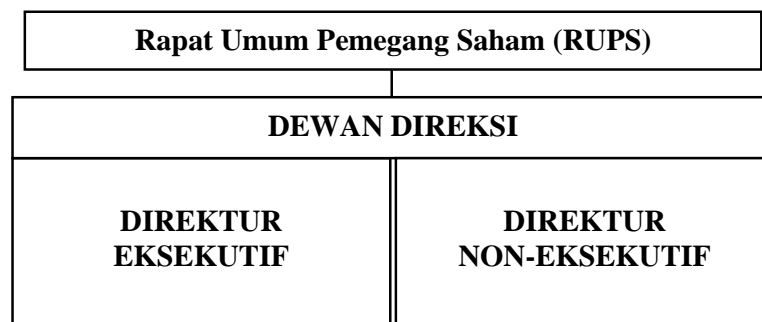 Rapat Umum Pemegang Saham (RUPS)
DEWAN DIREKSI
DIREKTUR
EKSEKUTIF
DIREKTUR
NON-EKSEKUTIF